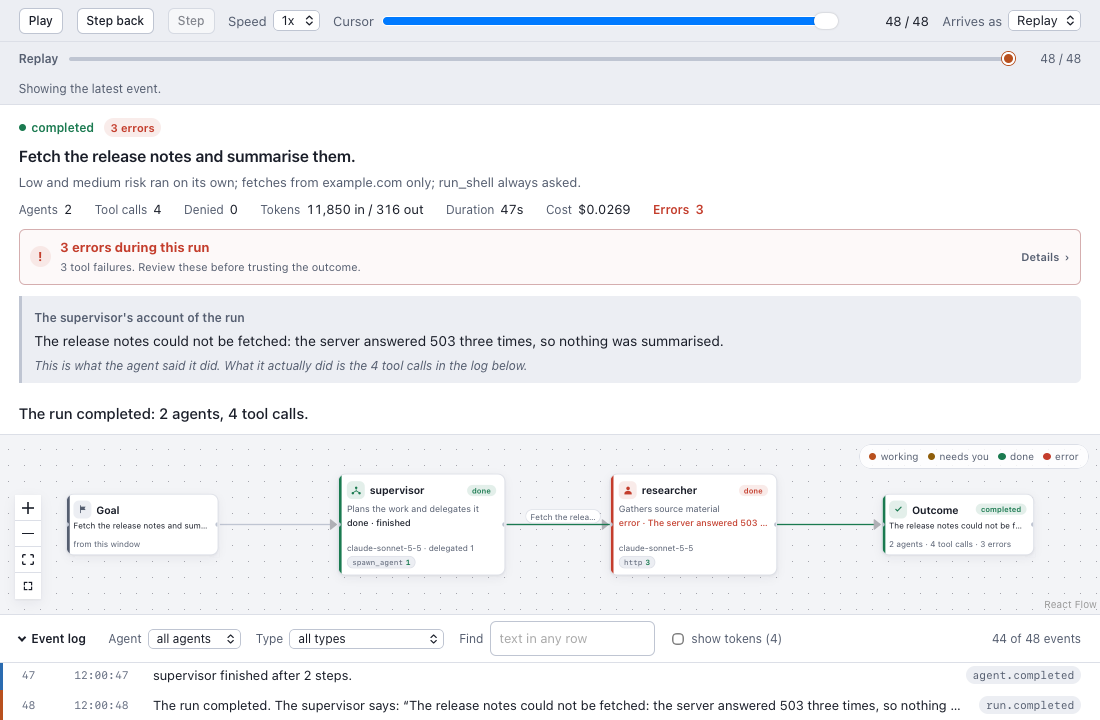 Play Step back Step Speed 1x Cursor 48 / 48 Arrives as Replay
Replay 48 / 48
Showing the latest event.
completed 3 errors
Fetch the release notes and summarise them.
Low and medium risk ran on its own; fetches from example.com only; run_shell always asked.
Agents 2 Tool calls 4 Denied 0 Tokens 11,850 in / 316 out Duration 47s Cost $0.0269 Errors 3
! 3 errors during this run
3 tool failures. Review these before trusting the outcome.
Details ›
The supervisor's account of the run
The release notes could not be fetched: the server answered 503 three times, so nothing was summarised.
This is what the agent said it did. What it actually did is the 4 tool calls in the log below.
The run completed: 2 agents, 4 tool calls.
working needs you done error
Goal
Fetch the release notes and sum...
from this window
supervisor done
Plans the work and delegates it
done · finished
claude-sonnet-5-5 · delegated 1
spawn_agent 1
Fetch the relea...
researcher done
Gathers source material
error · The server answered 503 ...
claude-sonnet-5-5
http 3
Outcome completed
The release notes could not be f...
2 agents · 4 tool calls · 3 errors
React Flow
Event log Agent all agents Type all types Find text in any row show tokens (4) 44 of 48 events
47 12:00:47 supervisor finished after 2 steps. agent.completed
48 12:00:48 The run completed. The supervisor says: “The release notes could not be fetched: the server answered 503 three times, so nothing ... run.completed